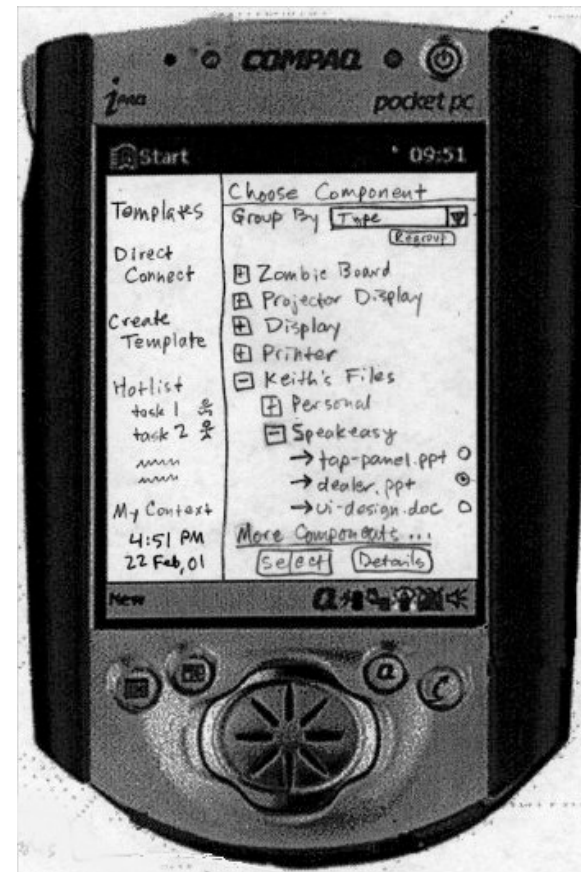 COMPAQ
iPAQ
pocket pc
Start
09:51
Templates
Direct
Connect
Create
Template
Hotlist
task 1
task 2
My Context
4:51 PM
22 Feb, 01
Choose Component
Group By Type
Regroup
Zombie Board
Projector Display
Display
Printer
Keith's Files
Personal
Speakeasy
→ tap-panel.ppt
→ dealer.ppt
→ ui-design.doc
More Components ...
Select Details
New